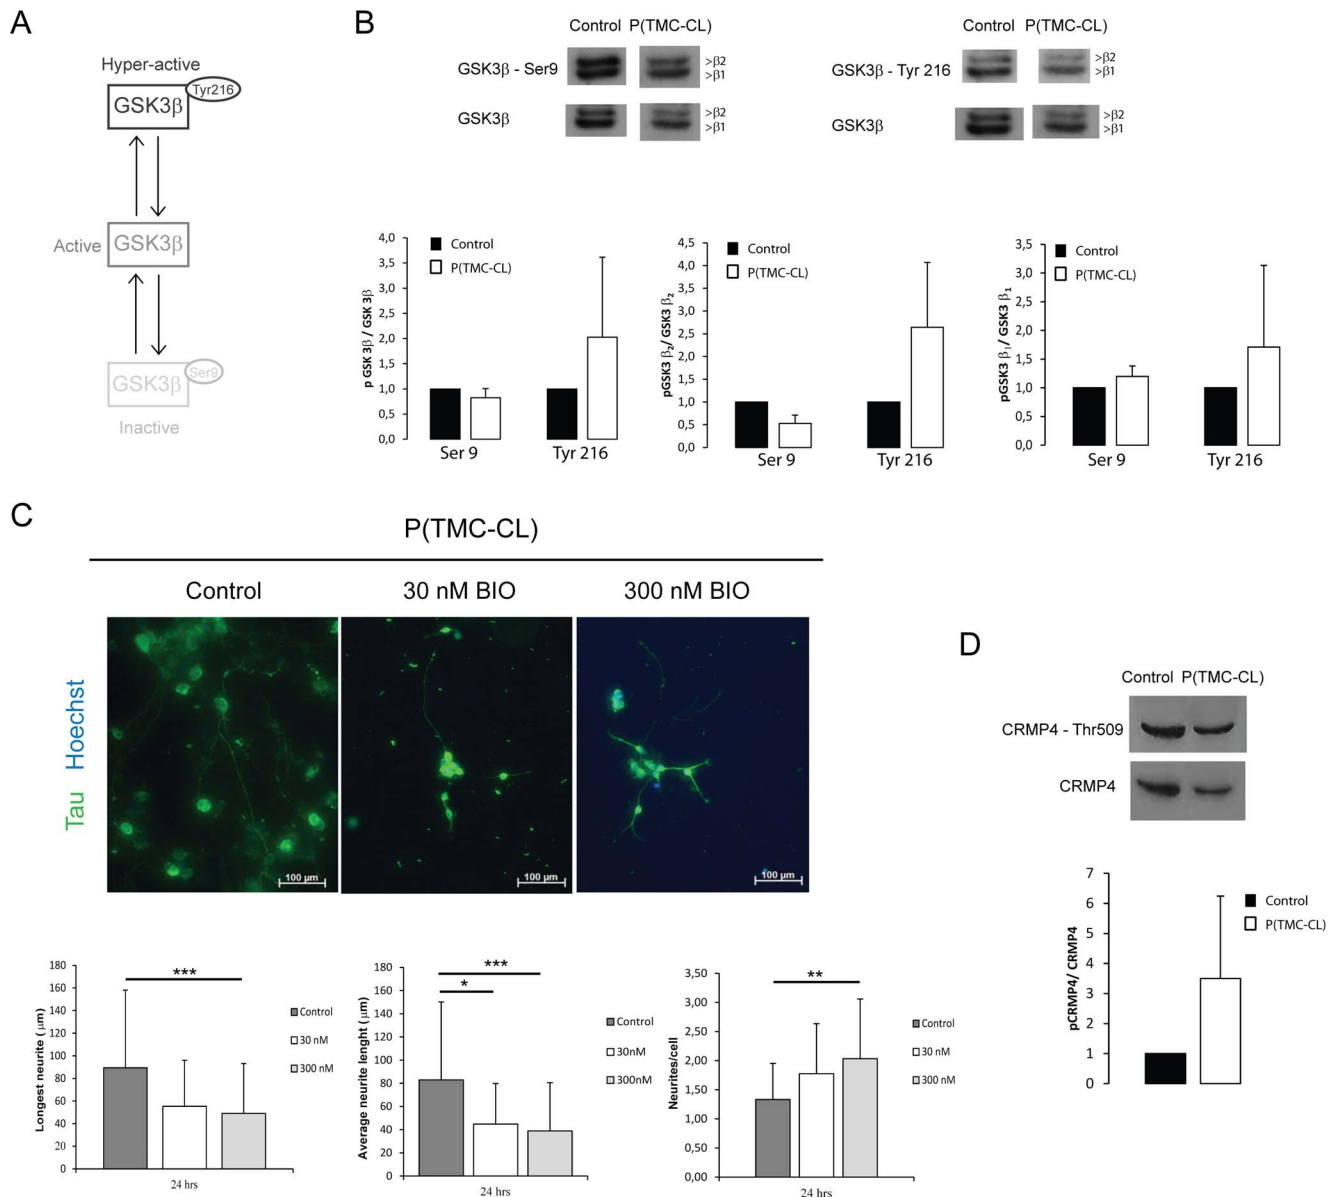 A
Hyper-active
GSK3β
Tyr216
Active
GSK3β
GSK3β
Ser9
Inactive
B
Control P(TMC-CL)
GSK3β - Ser9
>β2
>β1
GSK3β
>β2
>β1
Control P(TMC-CL)
GSK3β - Tyr 216
>β2
>β1
GSK3β
>β2
>β1
p GSK 3β / GSK 3β
4,0
3,5
3,0
2,5
2,0
1,5
1,0
0,5
0,0
Control
P(TMC-CL)
Ser 9
Tyr 216
pGSK3 β2/ GSK3 β2
4,5
4,0
3,5
3,0
2,5
2,0
1,5
1,0
0,5
0,0
Control
P(TMC-CL)
Ser 9
Tyr 216
pGSK3 β1/ GSK3 β1
3,5
3,0
2,5
2,0
1,5
1,0
0,5
0,0
Control
P(TMC-CL)
Ser 9
Tyr 216
C
P(TMC-CL)
Control
30 nM BIO
300 nM BIO
Tau Hoechst
100 μm
100 μm
100 μm
Longest neurite (μm)
180
160
140
120
100
80
60
40
20
0
***
Control
30 nM
300 nM
24 hrs
Average neurite lenght (μm)
180
160
140
120
100
80
60
40
20
0
***
*
Control
30nM
300nM
24 hrs
Neurites/cell
3,50
3,00
2,50
2,00
1,50
1,00
0,50
0,00
**
Control
30 nM
300 nM
24 hrs
D
Control P(TMC-CL)
CRMP4 - Thr509
CRMP4
pCRMP4/ CRMP4
7
6
5
4
3
2
1
0
Control
P(TMC-CL)